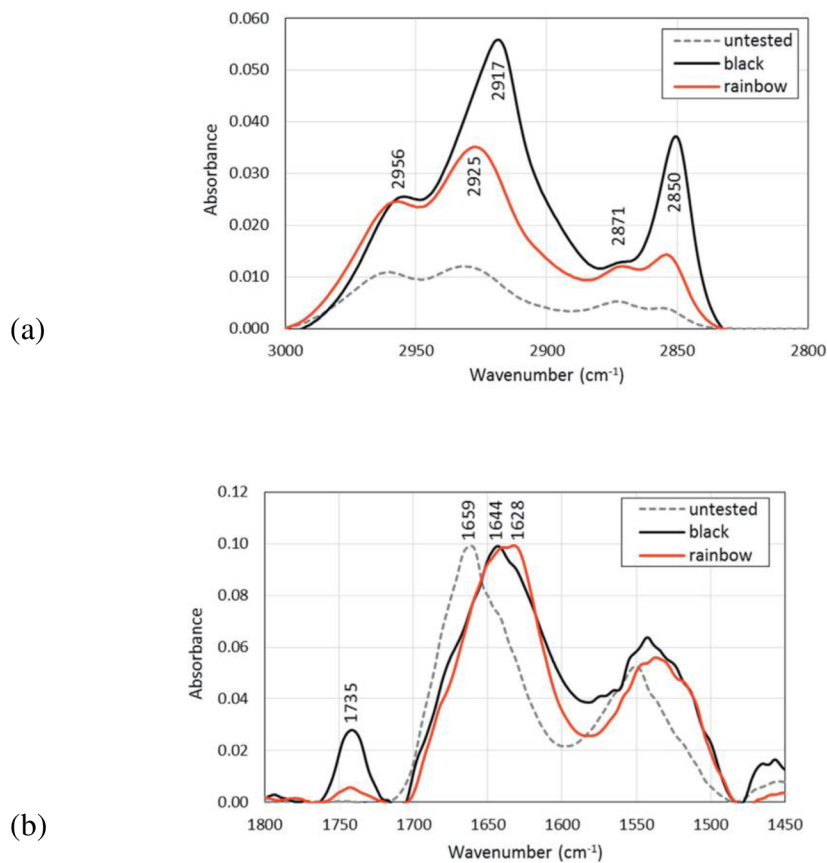 0.060
0.050
0.040
0.030
0.020
0.010
0.000
Absorbance
untested
black
rainbow
2956
2917
2925
2871
2850
3000 2950 2900 2850 2800
Wavenumber (cm⁻¹)
(a)
0.12
0.10
0.08
0.06
0.04
0.02
0.00
Absorbance
untested
black
rainbow
1735
1659
1644
1628
1800 1750 1700 1650 1600 1550 1500 1450
Wavenumber (cm⁻¹)
(b)